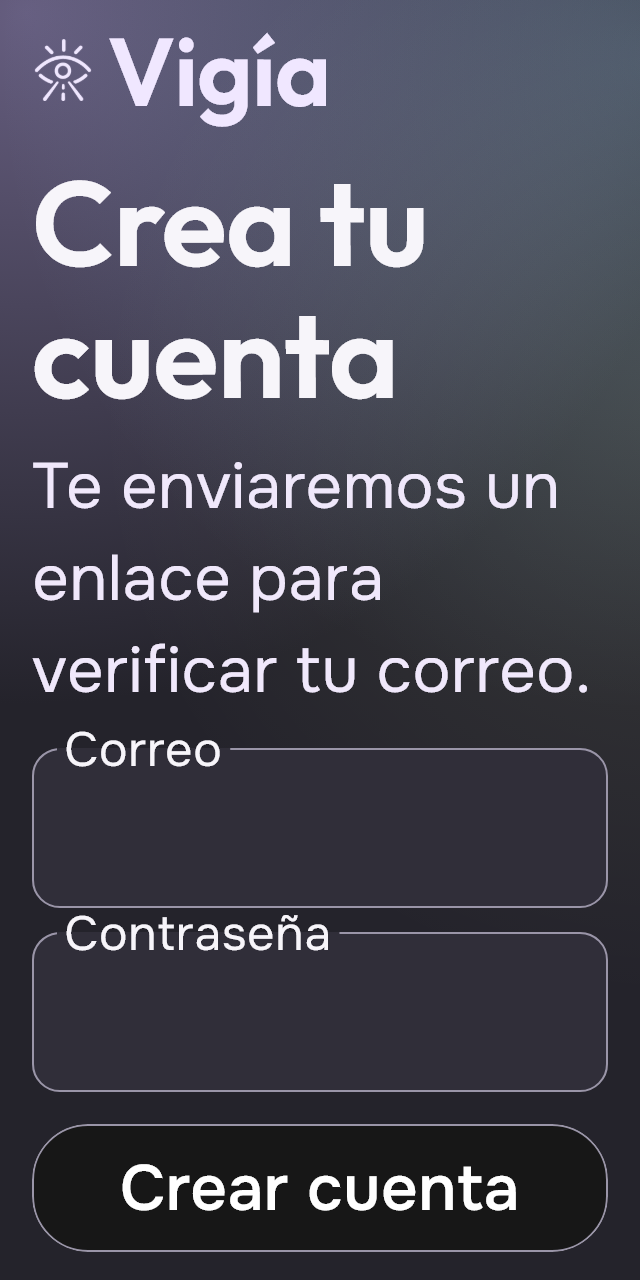 Vigía
Crea tu
cuenta
Te enviaremos un
enlace para
verificar tu correo.
Correo
Contraseña
Crear cuenta